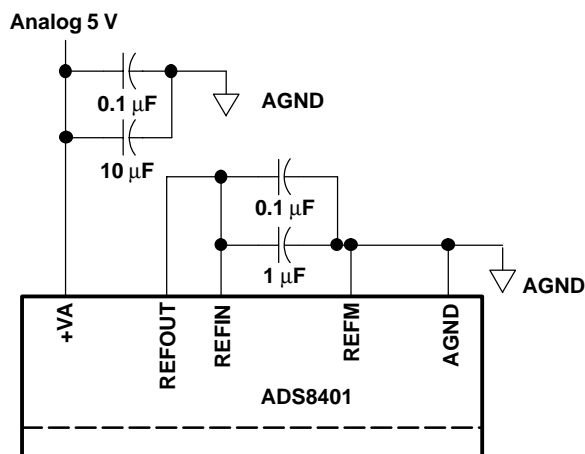 Analog 5 V
0.1 μF
AGND
10 μF
0.1 μF
1 μF
AGND
+VA
REFOUT
REFIN
REFM
AGND
ADS8401